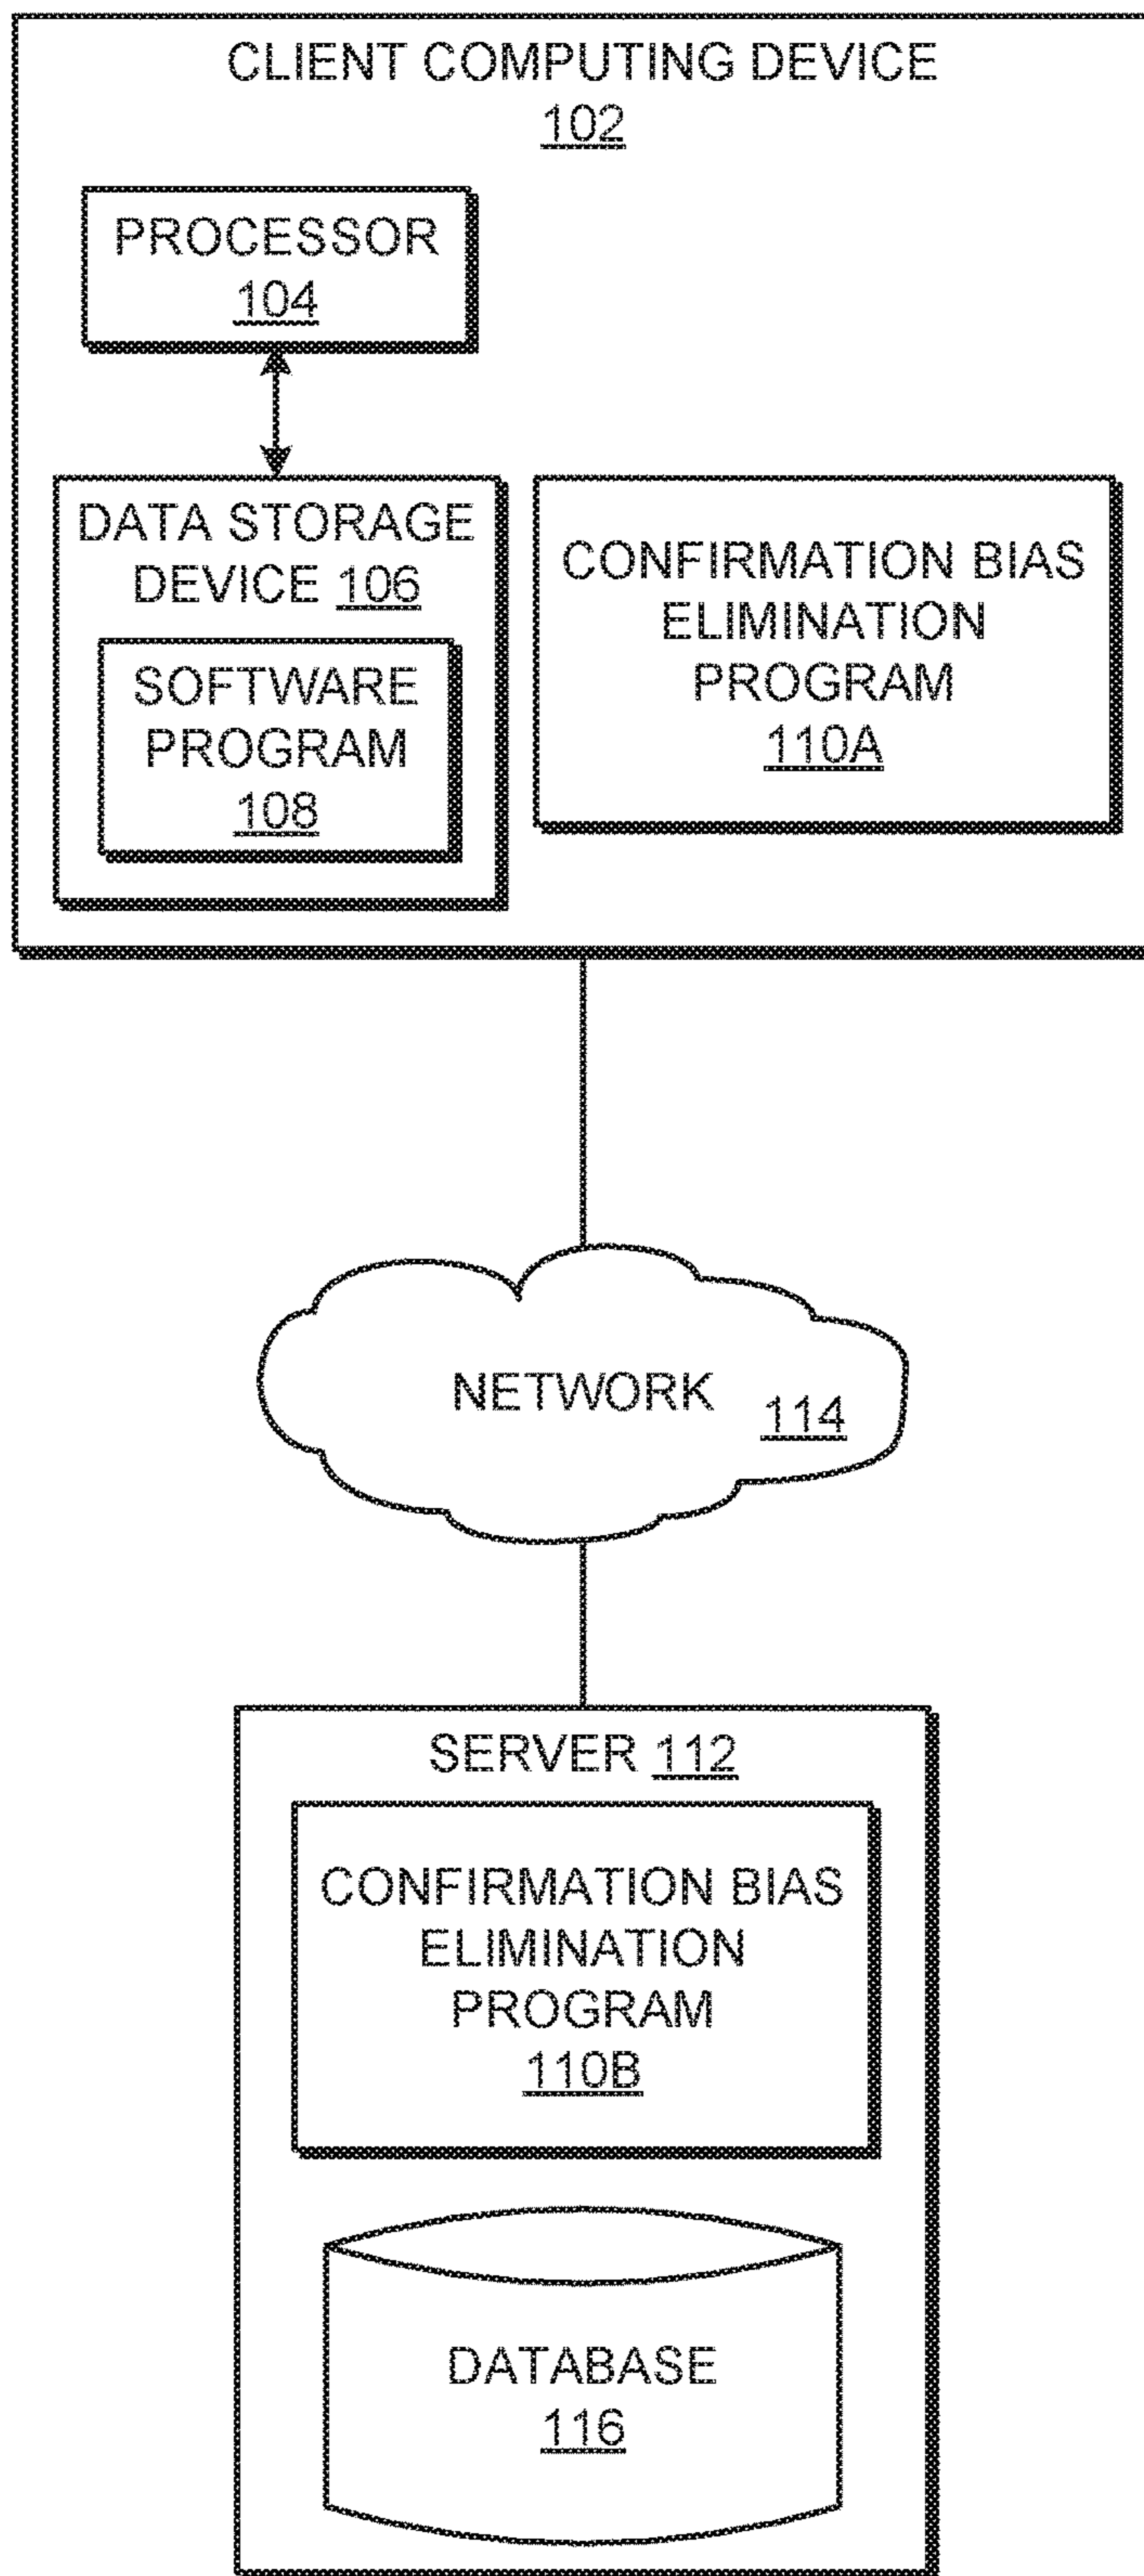 CLIENT COMPUTING DEVICE
102
PROCESSOR
104
DATA STORAGE
DEVICE 106
SOFTWARE
PROGRAM
108
CONFIRMATION BIAS
ELIMINATION
PROGRAM
110A
NETWORK 114
SERVER 112
CONFIRMATION BIAS
ELIMINATION
PROGRAM
110B
DATABASE
116